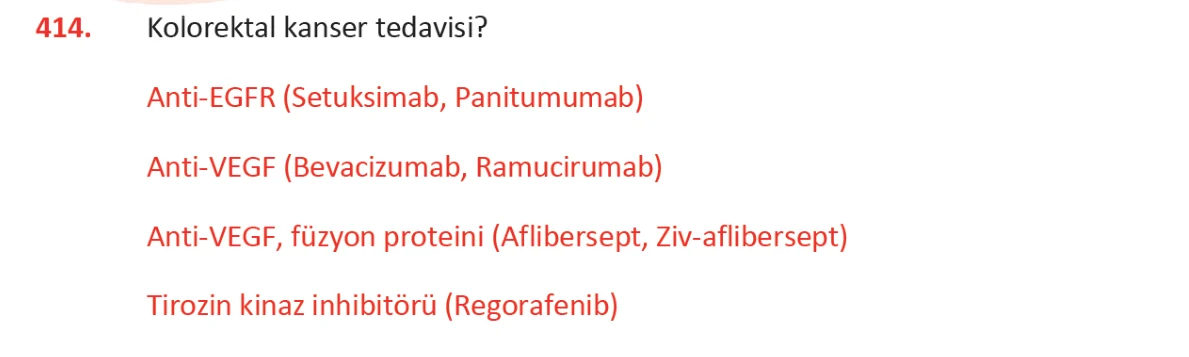 414. Kolorektal kanser tedavisi?
Anti-EGFR (Setuksimab, Panitumumab)
Anti-VEGF (Bevacizumab, Ramucirumab)
Anti-VEGF, füzyon proteini (Aflibersept, Ziv-aflibersept)
Tirozin kinaz inhibitörü (Regorafenib)